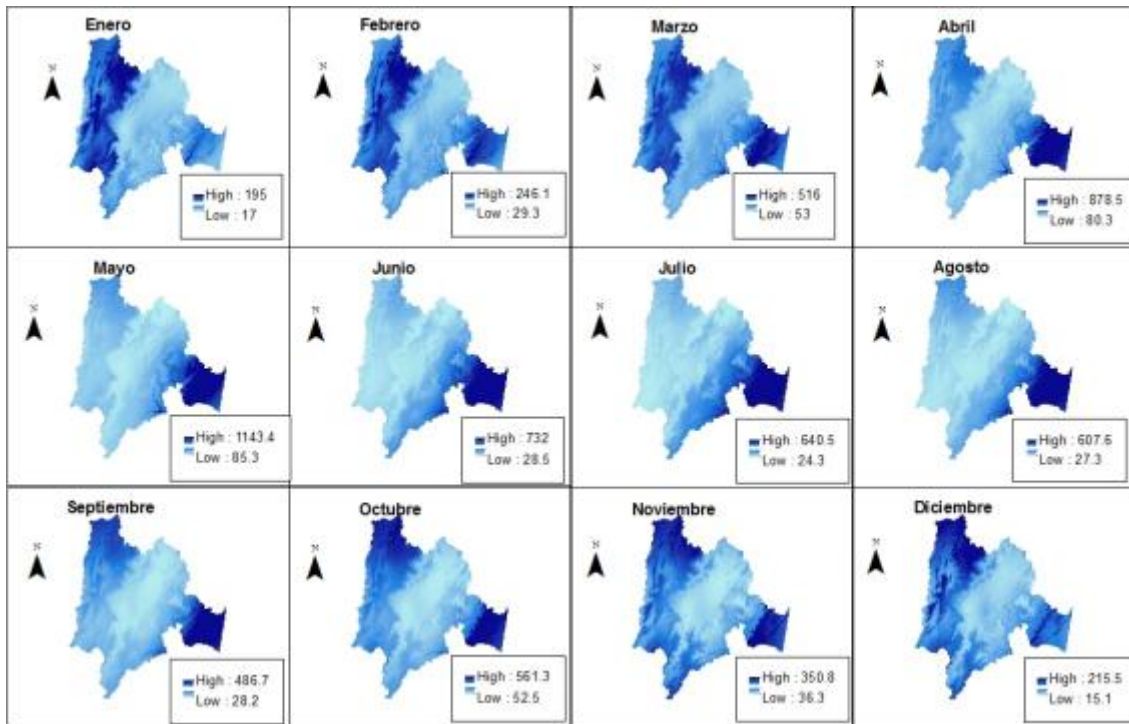 Enero
N
High : 195
Low : 17
Febrero
N
High : 246.1
Low : 29.3
Marzo
N
High : 516
Low : 53
Abril
N
High : 878.5
Low : 80.3
Mayo
N
High : 1143.4
Low : 85.3
Junio
N
High : 732
Low : 28.5
Julio
N
High : 640.5
Low : 24.3
Agosto
N
High : 607.6
Low : 27.3
Septiembre
N
High : 486.7
Low : 28.2
Octubre
N
High : 561.3
Low : 52.5
Noviembre
N
High : 350.8
Low : 36.3
Diciembre
N
High : 215.5
Low : 15.1